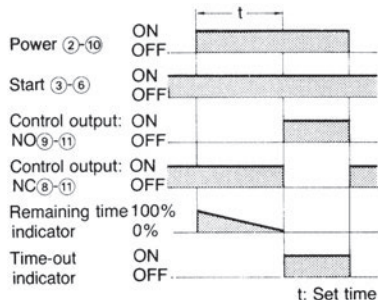 t
Power ②-⑩ ON
OFF
Start ③-⑥ ON
OFF
Control output: ON
NO⑨-⑪ OFF
Control output: ON
NC⑧-⑪ OFF
Remaining time 100%
indicator 0%
Time-out ON
indicator OFF
t: Set time